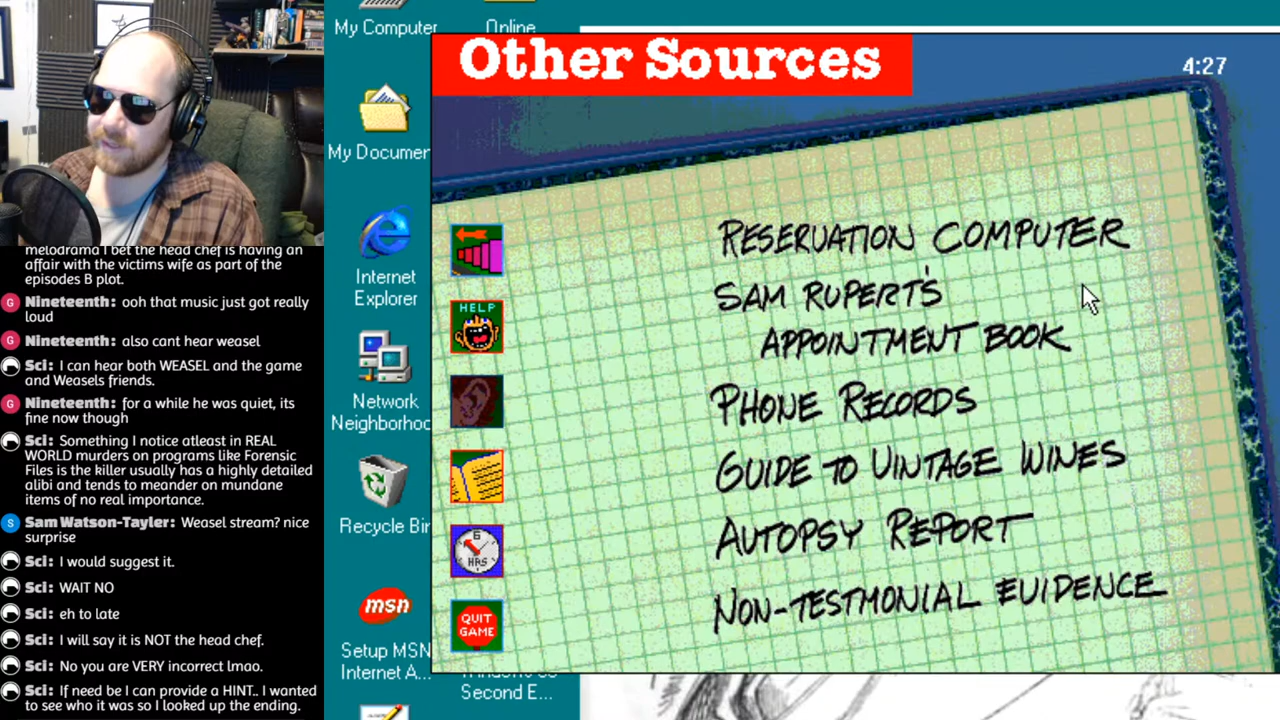 My Computer
Online
My Documen
Internet
Explorer
Network
Neighborhoo
Recycle Bin
msn
Setup MSN
Internet A...
Second E...
Other Sources
4:27
HELP
6
HRS
QUIT
GAME
RESERVATION COMPUTER
SAM RUPERT'S
APPOINTMENT BOOK
PHONE RECORDS
GUIDE TO VINTAGE WINES
AUTOPSY REPORT
NON-TESTMONIAL EVIDENCE
melodrama I bet the head chef is having an
affair with the victims wife as part of the
episodes B plot.
G Nineteenth: ooh that music just got really
loud
G Nineteenth: also cant hear weasel
Sci: I can hear both WEASEL and the game
and Weasels friends.
G Nineteenth: for a while he was quiet, its
fine now though
Sci: Something I notice atleast in REAL
WORLD murders on programs like Forensic
Files is the killer usually has a highly detailed
alibi and tends to meander on mundane
items of no real importance.
S Sam Watson-Tayler: Weasel stream? nice
surprise
Sci: I would suggest it.
Sci: WAIT NO
Sci: eh to late
Sci: I will say it is NOT the head chef.
Sci: No you are VERY incorrect lmao.
Sci: If need be I can provide a HINT.. I wanted
to see who it was so I looked up the ending.